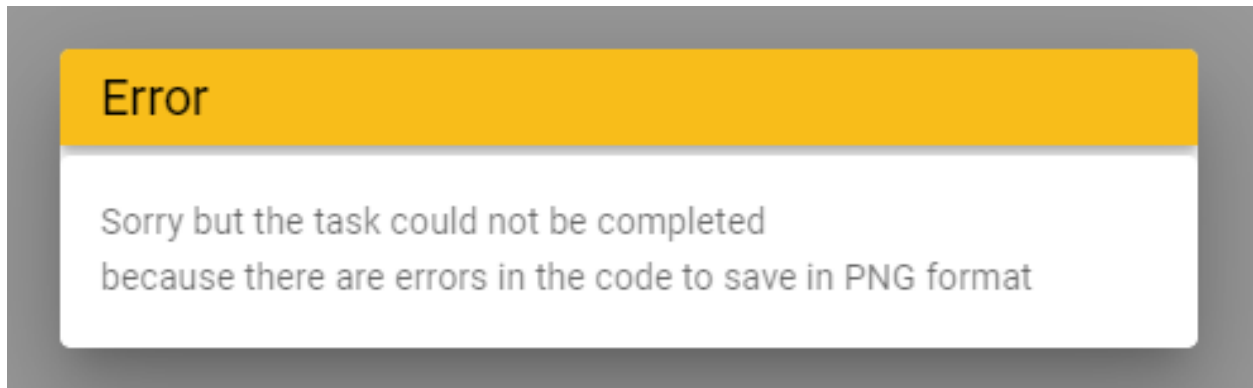 Error
Sorry but the task could not be completed
because there are errors in the code to save in PNG format